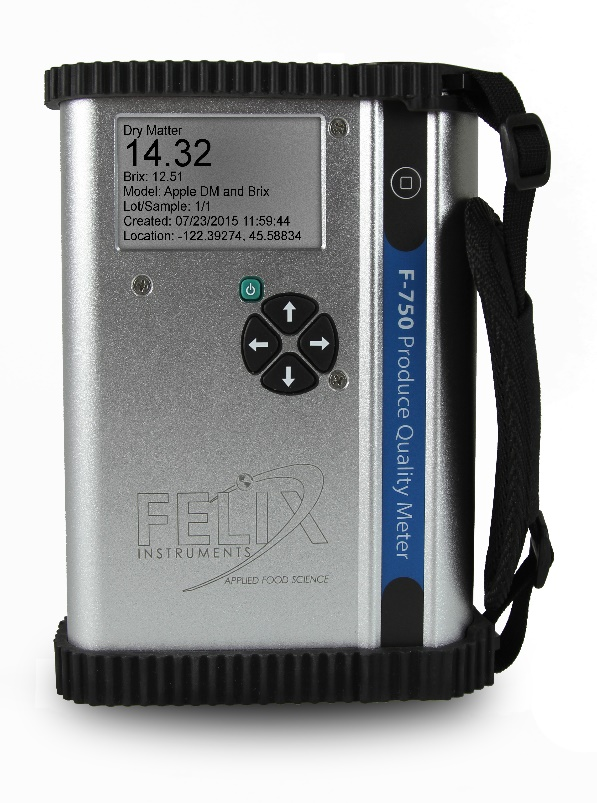 Dry Matter
14.32
Brix: 12.51
Model: Apple DM and Brix
Lot/Sample: 1/1
Created: 07/23/2015 11:59:44
Location: -122.39274, 45.58834
F-750 Produce Quality Meter
FELIX
INSTRUMENTS
APPLIED FOOD SCIENCE